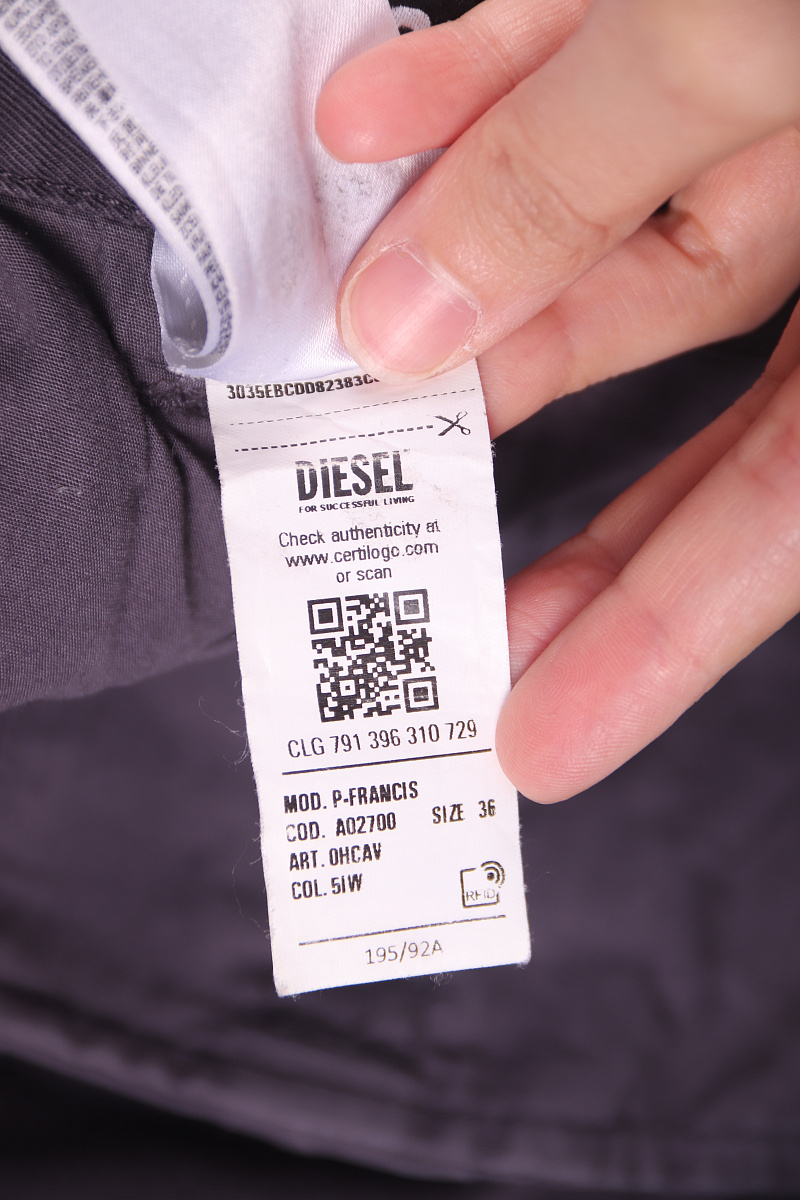 3035EBCDD82383C
DIESEL
FOR SUCCESSFUL LIVING
Check authenticity at
www.certilogo.com
or scan
CLG 791 396 310 729
MOD. P-FRANCIS
COD. A02700
SIZE 36
ART. 0HCAV
COL. 5IW
RFID
195/92A